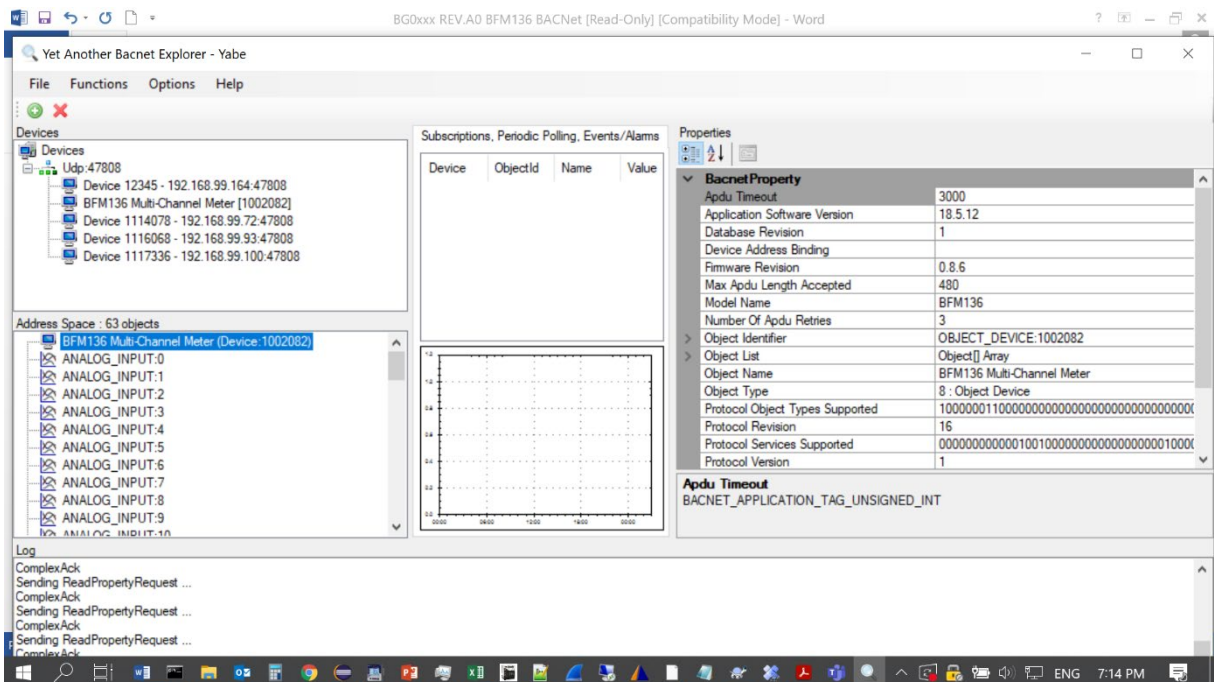 BG0xxx REV.A0 BFM136 BACNet [Read-Only] [Compatibility Mode] - Word
Yet Another Bacnet Explorer - Yabe
File Functions Options Help
Devices
Devices
Udp:47808
Device 12345 - 192.168.99.164:47808
BFM136 Multi-Channel Meter [1002082]
Device 1114078 - 192.168.99.72:47808
Device 1116068 - 192.168.99.93:47808
Device 1117336 - 192.168.99.100:47808
Address Space : 63 objects
BFM136 Multi-Channel Meter (Device:1002082)
ANALOG_INPUT:0
ANALOG_INPUT:1
ANALOG_INPUT:2
ANALOG_INPUT:3
ANALOG_INPUT:4
ANALOG_INPUT:5
ANALOG_INPUT:6
ANALOG_INPUT:7
ANALOG_INPUT:8
ANALOG_INPUT:9
ANALOG_INPUT:10
Subscriptions, Periodic Polling, Events/Alarms
Device ObjectId Name Value
Properties
BacnetProperty
Apdu Timeout 3000
Application Software Version 18.5.12
Database Revision 1
Device Address Binding
Firmware Revision 0.8.6
Max Apdu Length Accepted 480
Model Name BFM136
Number Of Apdu Retries 3
Object Identifier OBJECT_DEVICE:1002082
Object List Object[] Array
Object Name BFM136 Multi-Channel Meter
Object Type 8 : Object Device
Protocol Object Types Supported
Protocol Revision 16
Protocol Services Supported
Protocol Version 1
Apdu Timeout
BACNET_APPLICATION_TAG_UNSIGNED_INT
Log
ComplexAck
Sending ReadPropertyRequest ...
ComplexAck
Sending ReadPropertyRequest ...
ComplexAck
Sending ReadPropertyRequest ...
ComplexAck
ENG 7:14 PM